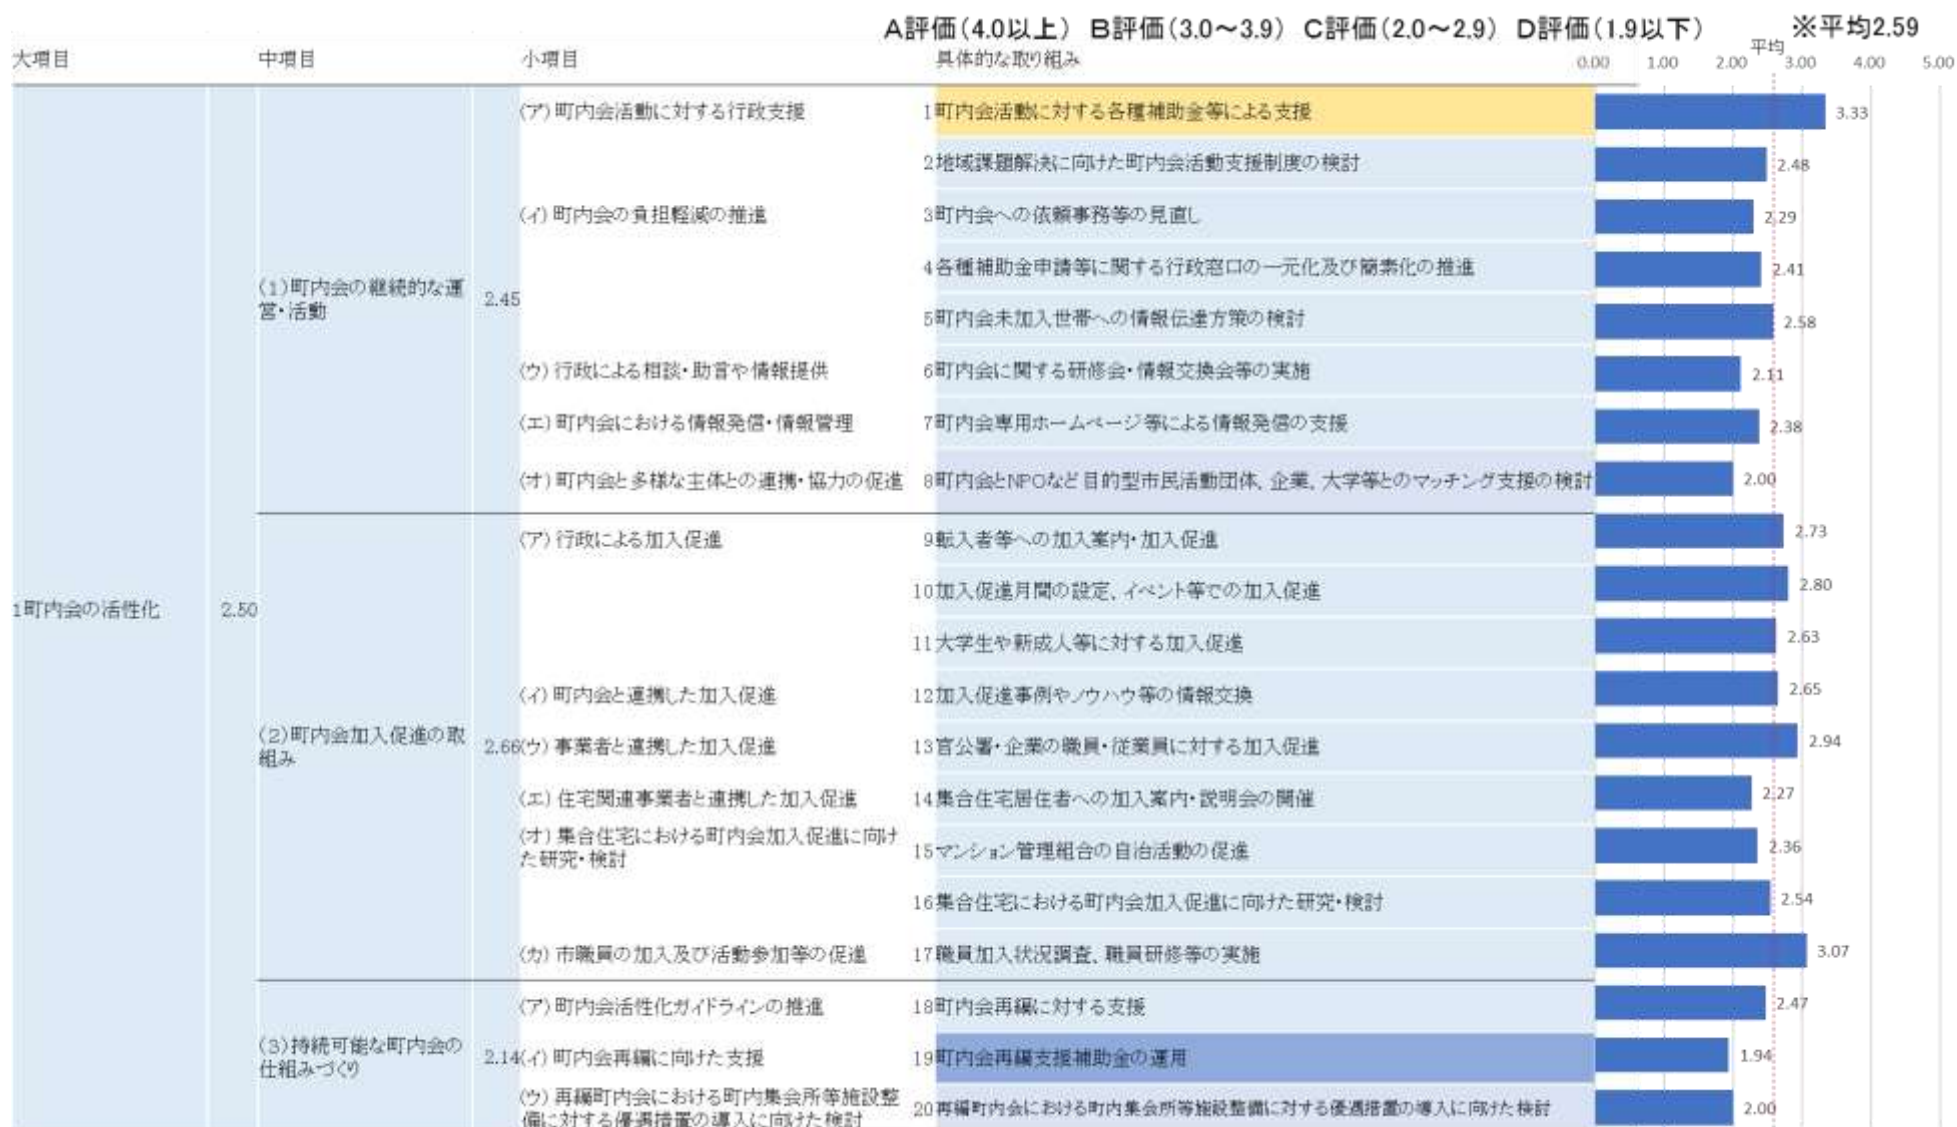 A評価(4.0以上) B評価(3.0～3.9) C評価(2.0～2.9) D評価(1.9以下) ※平均2.59
大項目 中項目 小項目 具体的な取り組み 平均
0.00 1.00 2.00 3.00 4.00 5.00
1町内会の活性化 2.50
(1)町内会の継続的な運
営・活動 2.45
(ア) 町内会活動に対する行政支援 1町内会活動に対する各種補助金等による支援 3.33
2地域課題解決に向けた町内会活動支援制度の検討 2.48
(イ) 町内会の負担軽減の推進 3町内会への依頼事務等の見直し 2.29
4各種補助金申請等に関する行政窓口の一元化及び簡素化の推進 2.41
5町内会未加入世帯への情報伝達方策の検討 2.58
(ウ) 行政による相談・助言や情報提供 6町内会に関する研修会・情報交換会等の実施 2.11
(エ) 町内会における情報発信・情報管理 7町内会専用ホームページ等による情報発信の支援 2.38
(オ) 町内会と多様な主体との連携・協力の促進 8町内会とNPOなど目的型市民活動団体、企業、大学等とのマッチング支援の検討 2.00
(2)町内会加入促進の取
組み 2.66
(ア) 行政による加入促進 9転入者等への加入案内・加入促進 2.73
10加入促進月間の設定、イベント等での加入促進 2.80
11大学生や新成人等に対する加入促進 2.63
(イ) 町内会と連携した加入促進 12加入促進事例やノウハウ等の情報交換 2.65
(ウ) 事業者と連携した加入促進 13官公署・企業の職員・従業員に対する加入促進 2.94
(エ) 住宅関連事業者と連携した加入促進 14集合住宅居住者への加入案内・説明会の開催 2.27
(オ) 集合住宅における町内会加入促進に向け
た研究・検討 15マンション管理組合の自治活動の促進 2.36
16集合住宅における町内会加入促進に向けた研究・検討 2.54
(カ) 市職員の加入及び活動参加等の促進 17職員加入状況調査、職員研修等の実施 3.07
(3)持続可能な町内会の
仕組みづくり 2.14
(ア) 町内会活性化ガイドラインの推進 18町内会再編に対する支援 2.47
(イ) 町内会再編に向けた支援 19町内会再編支援補助金の運用 1.94
(ウ) 再編町内会における町内集会所等施設整
備に対する優遇措置の導入に向けた検討 20再編町内会における町内集会所等施設整備に対する優遇措置の導入に向けた検討 2.00